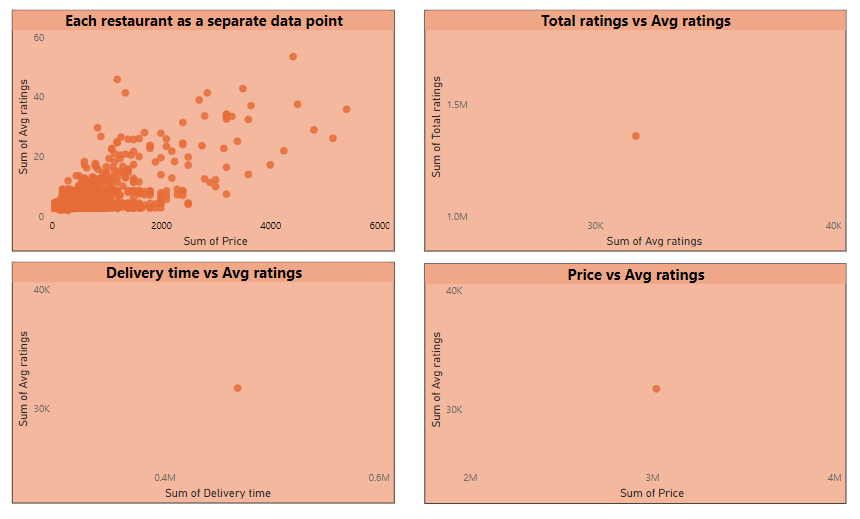 Each restaurant as a separate data point
60
40
20
0
0
2000
4000
6000
Sum of Avg ratings
Sum of Price
Total ratings vs Avg ratings
1.5M
1.0M
30K
40K
Sum of Total ratings
Sum of Avg ratings
Delivery time vs Avg ratings
40K
30K
0.4M
0.6M
Sum of Avg ratings
Sum of Delivery time
Price vs Avg ratings
40K
30K
2M
3M
4M
Sum of Avg ratings
Sum of Price